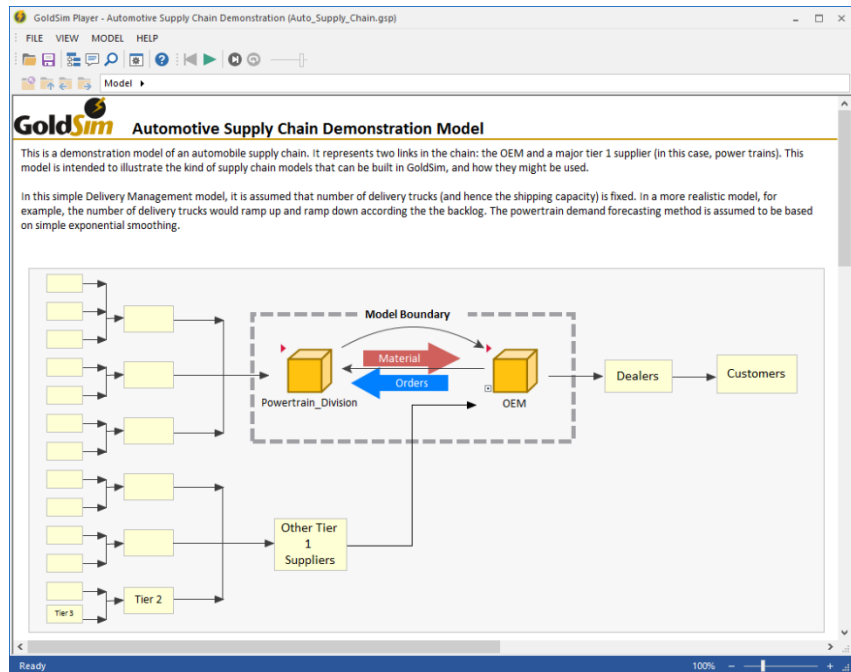 GoldSim Player - Automotive Supply Chain Demonstration (Auto_Supply_Chain.gsp)
FILE VIEW MODEL HELP
Model
GoldSim Automotive Supply Chain Demonstration Model
This is a demonstration model of an automobile supply chain. It represents two links in the chain: the OEM and a major tier 1 supplier (in this case, power trains). This
model is intended to illustrate the kind of supply chain models that can be built in GoldSim, and how they might be used.
In this simple Delivery Management model, it is assumed that number of delivery trucks (and hence the shipping capacity) is fixed. In a more realistic model, for
example, the number of delivery trucks would ramp up and ramp down according the the backlog. The powertrain demand forecasting method is assumed to be based
on simple exponential smoothing.
Model Boundary
Material
Orders
Powertrain_Division
OEM
Dealers
Customers
Other Tier
1
Suppliers
Tier 2
Tier 3
Ready
100%